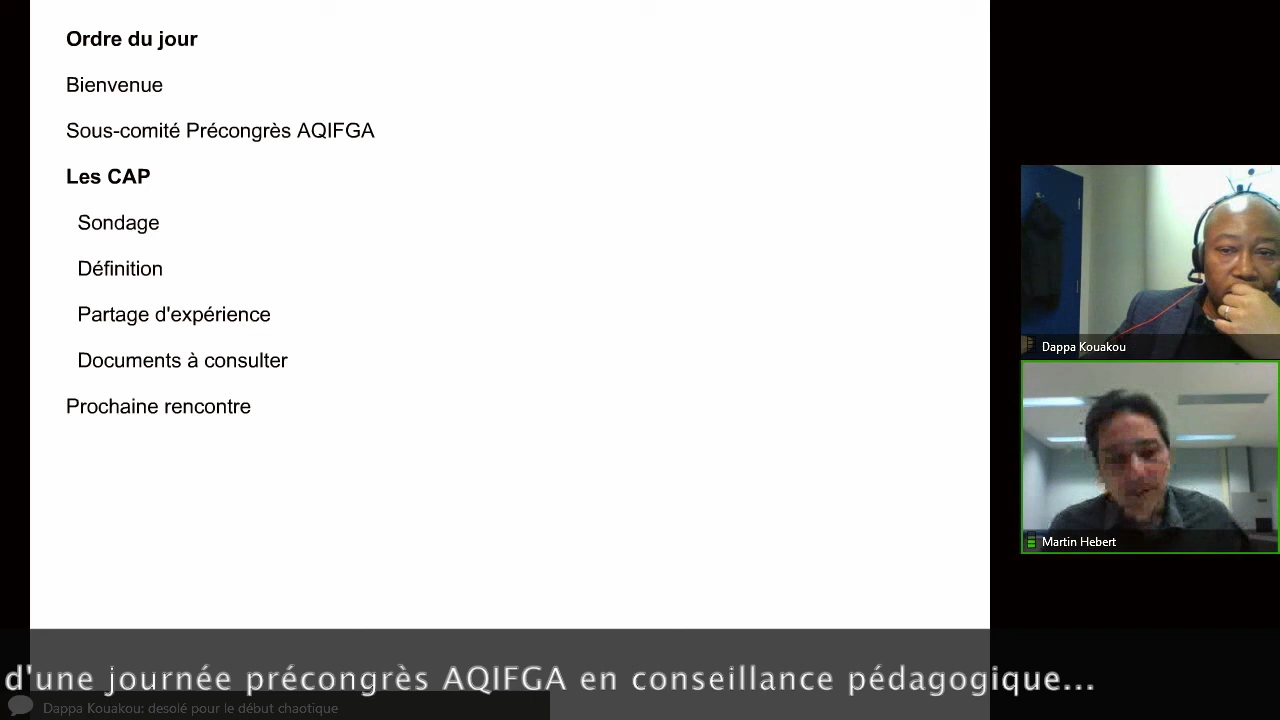 Ordre du jour
Bienvenue
Sous-comité Précongrès AQIFGA
Les CAP
Sondage
Définition
Partage d'expérience
Documents à consulter
Prochaine rencontre
Dappa Kouakou
Martin Hebert
d'une journée précongrès AQIFGA en conseillance pédagogique...
Dappa Kouakou: desolé pour le début chaotique